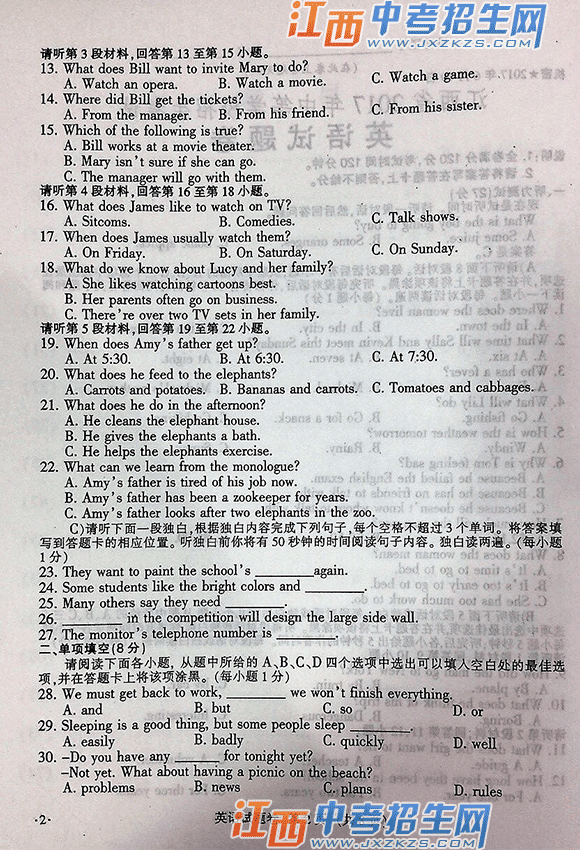 江西中考招生网
WWW.JXZKZS.COM
请听第3段材料,回答第13至第15小题。
13. What does Bill want to invite Mary to do?
A. Watch an opera. B. Watch a movie. C. Watch a game.
14. Where did Bill get the tickets?
A. From the manager. B. From his friend. C. From his sister.
15. Which of the following is true?
A. Bill works at a movie theater.
B. Mary isn't sure if she can go.
C. The manager will go with them.
请听第4段材料,回答第16至第18小题。
16. What does James like to watch on TV?
A. Sitcoms. B. Comedies. C. Talk shows.
17. When does James usually watch them?
A. On Friday. B. On Saturday. C. On Sunday.
18. What do we know about Lucy and her family?
A. She likes watching cartoons best.
B. Her parents often go on business.
C. There're over two TV sets in her family.
请听第5段材料,回答第19至第22小题。
19. When does Amy's father get up?
A. At 5:30. B. At 6:30. C. At 7:30.
20. What does he feed to the elephants?
A. Carrots and potatoes. B. Bananas and carrots. C. Tomatoes and cabbages.
21. What does he do in the afternoon?
A. He cleans the elephant house.
B. He gives the elephants a bath.
C. He helps the elephants exercise.
22. What can we learn from the monologue?
A. Amy's father is tired of his job now.
B. Amy's father has been a zookeeper for years.
C. Amy's father looks after two elephants in the zoo.
C)请听下面一段独白,根据独白内容完成下列句子,每个空格不超过3个单词。将答案填
写到答题卡的相应位置。听独白前你将有50秒钟的时间阅读句子内容。独白读两遍。(每小题
1分)
23. They want to paint the school's ________again.
24. Some students like the bright colors and ________.
25. Many others say they need ________.
26. ________ in the competition will design the large side wall.
27. The monitor's telephone number is ________.
二、单项填空(8分)
请阅读下面各小题,从题中所给的A、B、C、D四个选项中选出可以填入空白处的最佳选
项,并在答题卡上将该项涂黑。(每小题1分)
28. We must get back to work, ________ we won't finish everything.
A. and B. but C. so D. or
29. Sleeping is a good thing, but some people sleep ________.
A. easily B. badly C. quickly D. well
30. –Do you have any ________ for tonight yet?
–Not yet. What about having a picnic on the beach?
A. problems B. news C. plans D. rules
·2·
英语试题卷
江西中考招生网
WWW.JXZKZS.COM